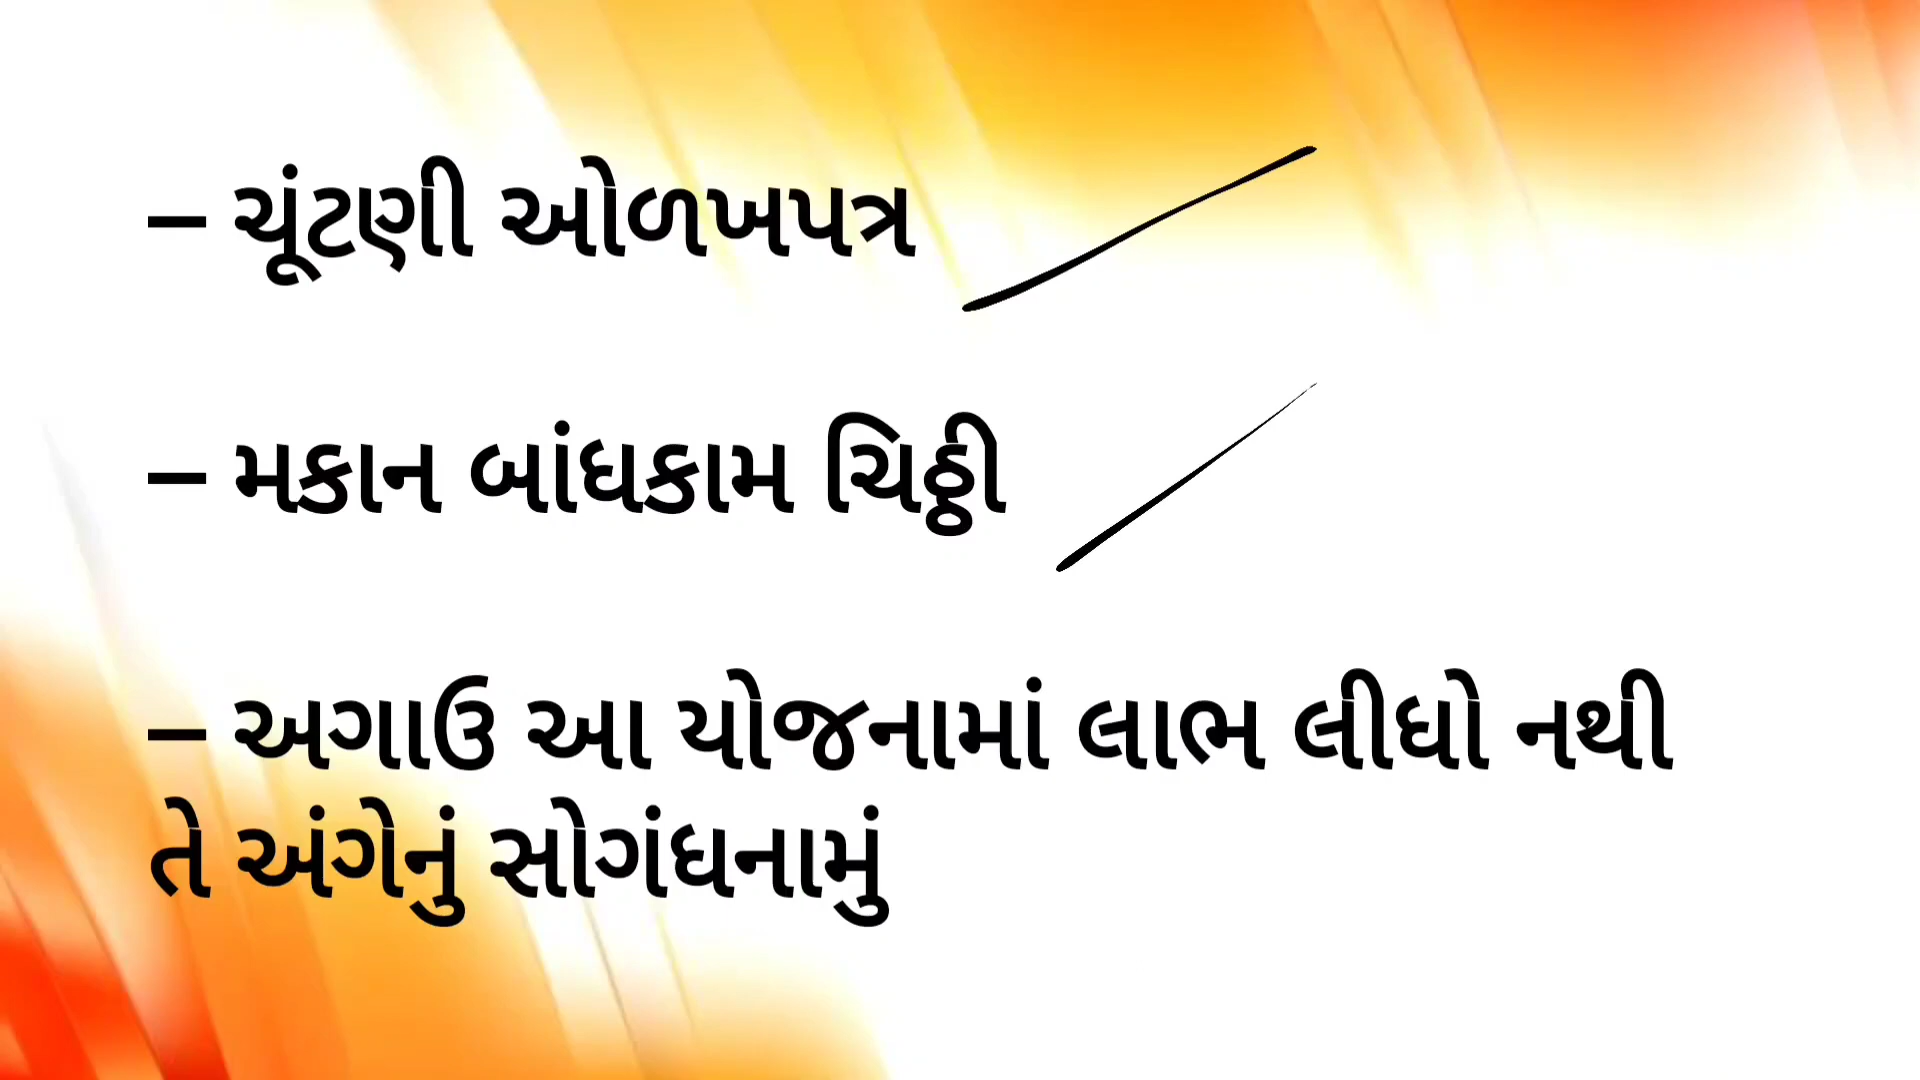 – ચૂંટણી ઓળખપત્ર
– મકાન બાંધકામ ચિઠ્ઠી
– અગાઉ આ યોજનામાં લાભ લીધો નથી
તે અંગેનું સોગંધનામું